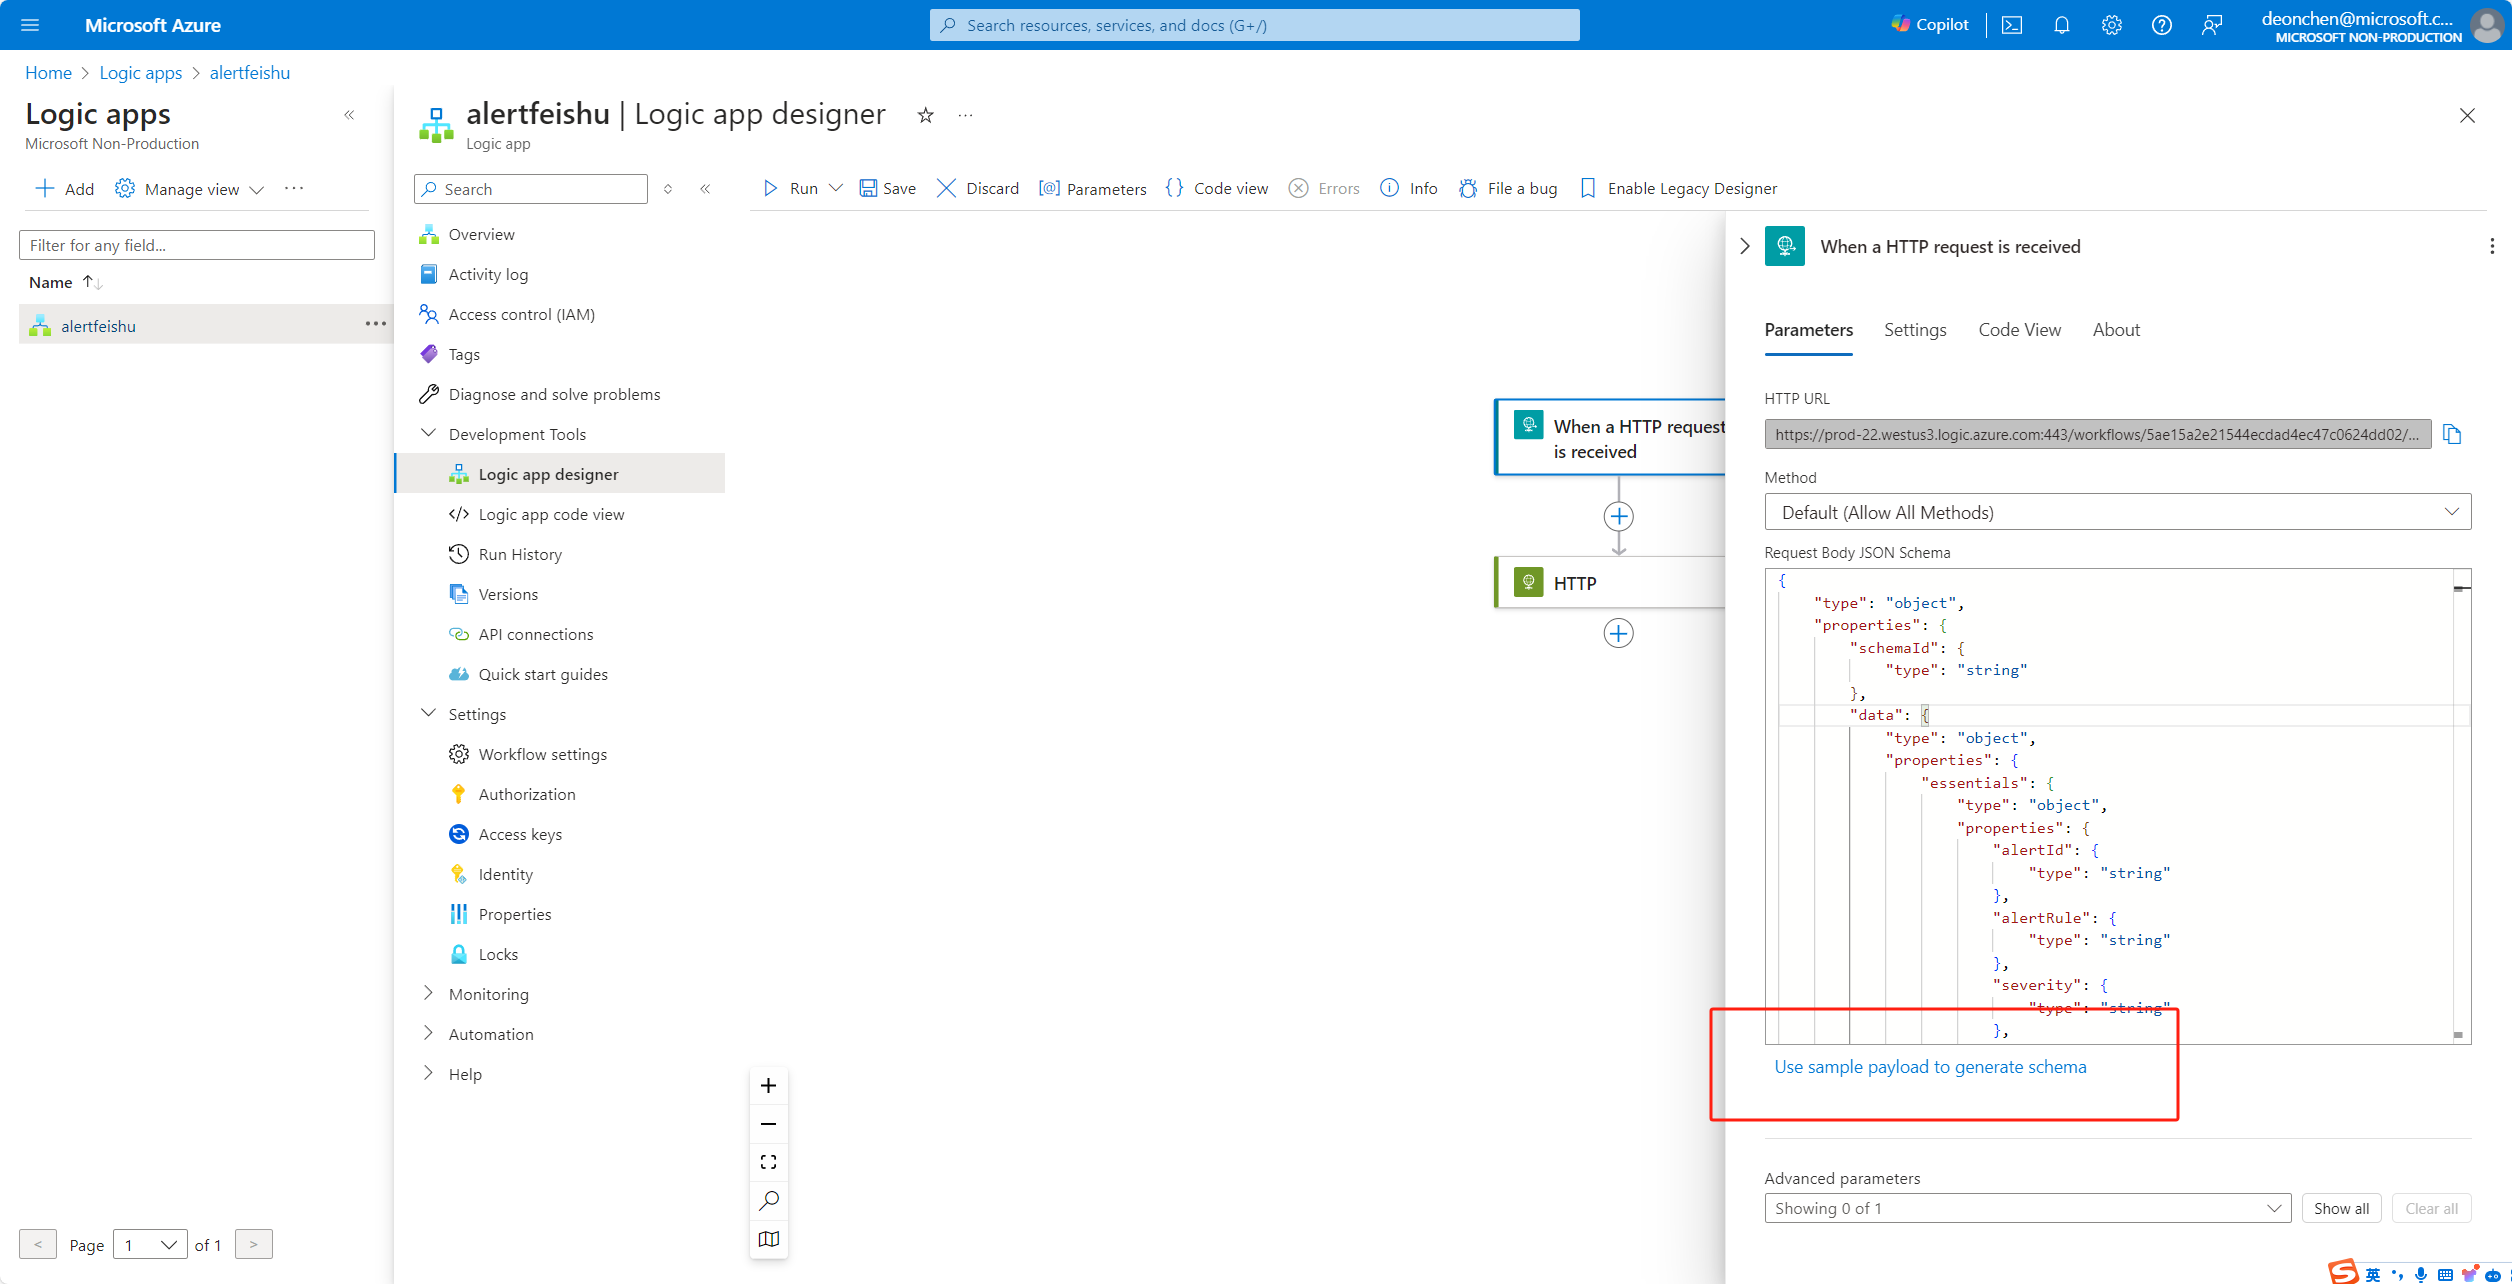 Microsoft Azure
Search resources, services, and docs (G+/)
Copilot
deonchen@microsoft.c...
MICROSOFT NON-PRODUCTION
Home > Logic apps > alertfeishu
Logic apps
Microsoft Non-Production
Add
Manage view
Filter for any field...
Name
alertfeishu
< Page 1 of 1 >
alertfeishu | Logic app designer
Logic app
Search
Overview
Activity log
Access control (IAM)
Tags
Diagnose and solve problems
Development Tools
Logic app designer
Logic app code view
Run History
Versions
API connections
Quick start guides
Settings
Workflow settings
Authorization
Access keys
Identity
Properties
Locks
Monitoring
Automation
Help
Run
Save
Discard
Parameters
Code view
Errors
Info
File a bug
Enable Legacy Designer
When a HTTP request
is received
HTTP
When a HTTP request is received
Parameters
Settings
Code View
About
HTTP URL
https://prod-22.westus3.logic.azure.com:443/workflows/5ae15a2e21544ecdad4ec47c0624dd02/...
Method
Default (Allow All Methods)
Request Body JSON Schema
{
"type": "object",
"properties": {
"schemaId": {
"type": "string"
},
"data": {
"type": "object",
"properties": {
"essentials": {
"type": "object",
"properties": {
"alertId": {
"type": "string"
},
"alertRule": {
"type": "string"
},
"severity": {
"type": "string"
},
Use sample payload to generate schema
Advanced parameters
Showing 0 of 1
Show all
Clear all
英